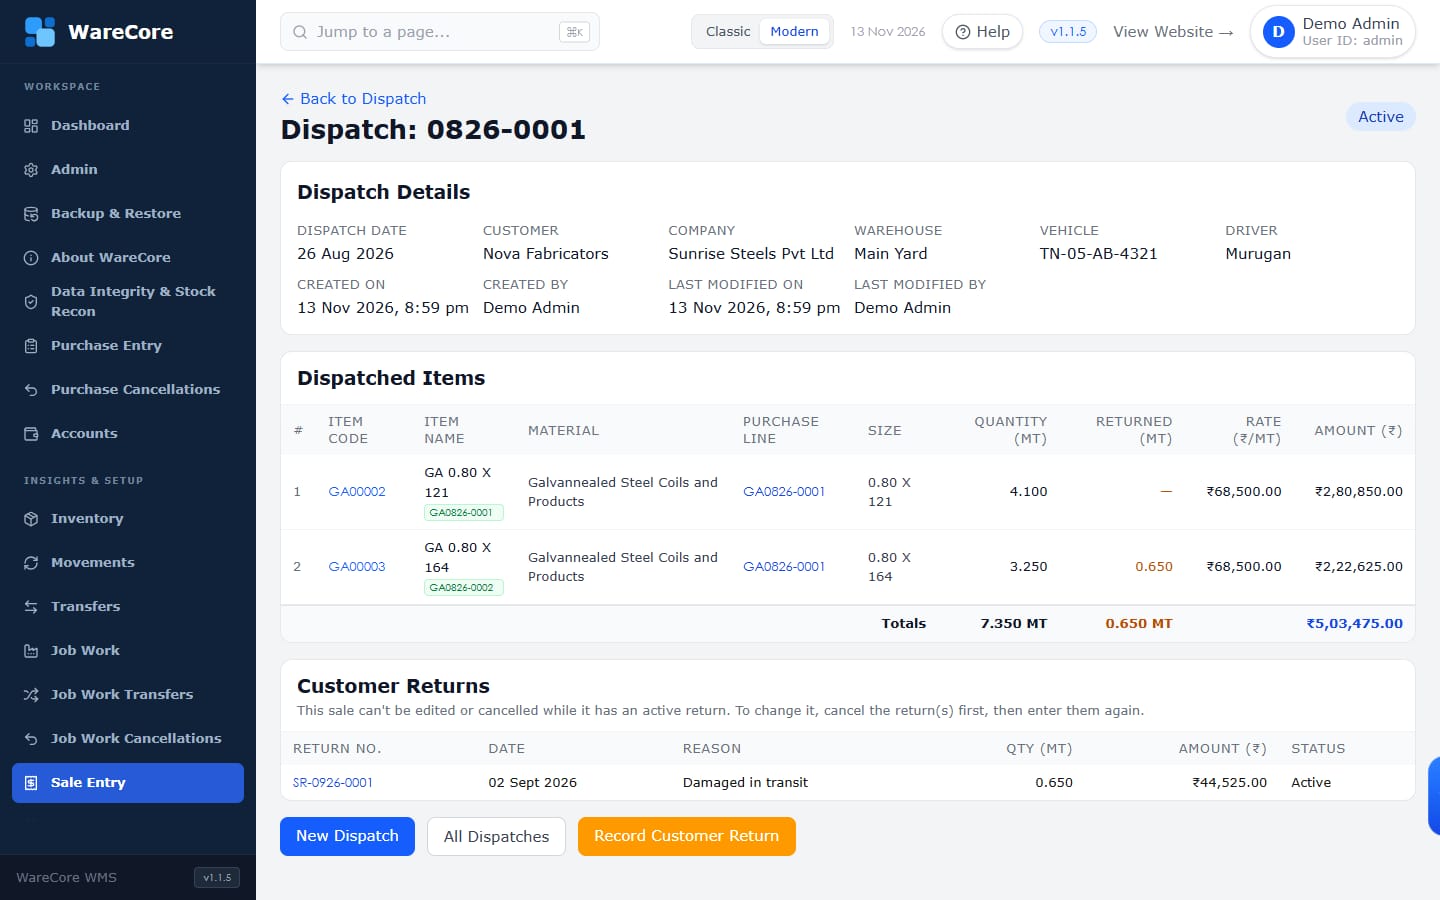 WareCore
Jump to a page...
⌘K
Classic
Modern
13 Nov 2026
Help
v1.1.5
View Website →
D
Demo Admin
User ID: admin
WORKSPACE
Dashboard
Admin
Backup & Restore
About WareCore
Data Integrity & Stock
Recon
Purchase Entry
Purchase Cancellations
Accounts
INSIGHTS & SETUP
Inventory
Movements
Transfers
Job Work
Job Work Transfers
Job Work Cancellations
Sale Entry
WareCore WMS
v1.1.5
← Back to Dispatch
Dispatch: 0826-0001
Active
Dispatch Details
DISPATCH DATE
26 Aug 2026
CUSTOMER
Nova Fabricators
COMPANY
Sunrise Steels Pvt Ltd
WAREHOUSE
Main Yard
VEHICLE
TN-05-AB-4321
DRIVER
Murugan
CREATED ON
13 Nov 2026, 8:59 pm
CREATED BY
Demo Admin
LAST MODIFIED ON
13 Nov 2026, 8:59 pm
LAST MODIFIED BY
Demo Admin
Dispatched Items
#
ITEM
CODE
ITEM
NAME
MATERIAL
PURCHASE
LINE
SIZE
QUANTITY
(MT)
RETURNED
(MT)
RATE
(₹/MT)
AMOUNT (₹)
1
GA00002
GA 0.80 X
121
GA0826-0001
Galvannealed Steel Coils and
Products
GA0826-0001
0.80 X
121
4.100
—
₹68,500.00
₹2,80,850.00
2
GA00003
GA 0.80 X
164
GA0826-0002
Galvannealed Steel Coils and
Products
GA0826-0001
0.80 X
164
3.250
0.650
₹68,500.00
₹2,22,625.00
Totals
7.350 MT
0.650 MT
₹5,03,475.00
Customer Returns
This sale can't be edited or cancelled while it has an active return. To change it, cancel the return(s) first, then enter them again.
RETURN NO.
DATE
REASON
QTY (MT)
AMOUNT (₹)
STATUS
SR-0926-0001
02 Sept 2026
Damaged in transit
0.650
₹44,525.00
Active
New Dispatch
All Dispatches
Record Customer Return